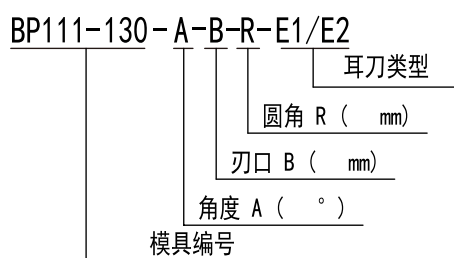 BP111-130-A-B-R-E1/E2
耳刀类型
圆角 R ( mm)
刃口 B ( mm)
角度 A ( ° )
模具编号